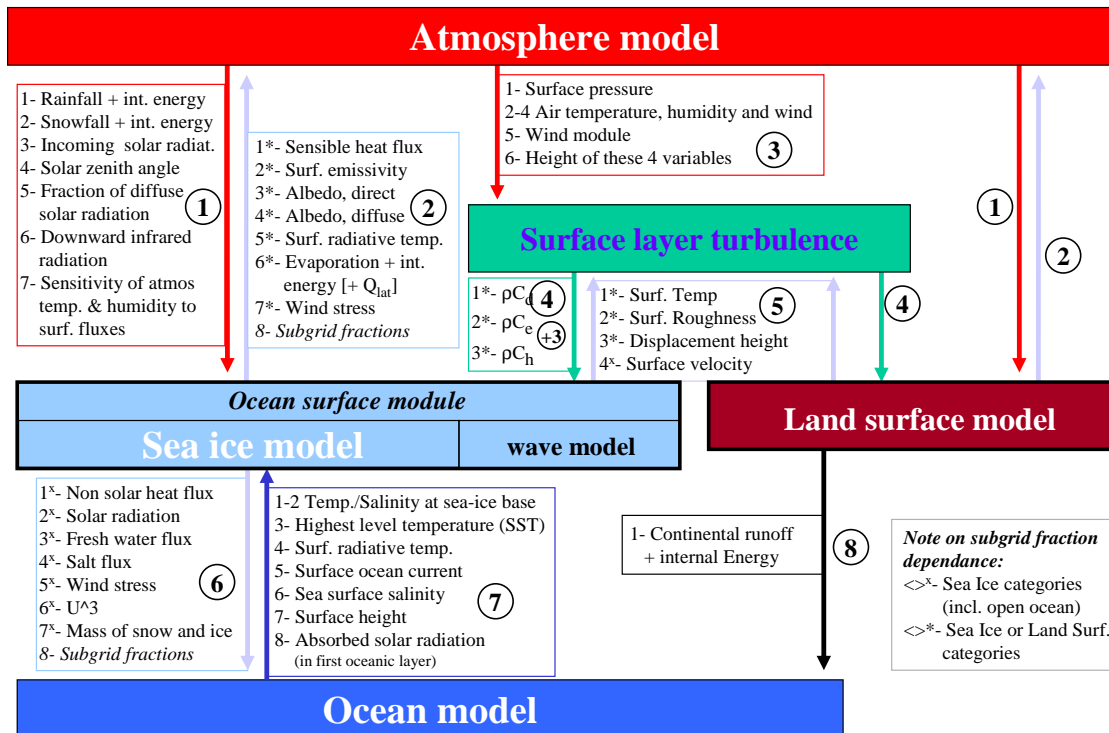 Atmosphere model
1- Rainfall + int. energy
2- Snowfall + int. energy
3- Incoming solar radiat.
4- Solar zenith angle
5- Fraction of diffuse
solar radiation
6- Downward infrared
radiation
7- Sensitivity of atmos
temp. & humidity to
surf. fluxes
1
1*- Sensible heat flux
2*- Surf. emissivity
3*- Albedo, direct
4*- Albedo, diffuse
5*- Surf. radiative temp.
6*- Evaporation + int.
energy [+ Qlat]
7*- Wind stress
8- Subgrid fractions
2
1- Surface pressure
2-4 Air temperature, humidity and wind
5- Wind module
6- Height of these 4 variables
3
1
2
Surface layer turbulence
1*- ρCd
2*- ρCe
3*- ρCh
4
+3
1*- Surf. Temp
2*- Surf. Roughness
3*- Displacement height
4ˣ- Surface velocity
5
4
Ocean surface module
Sea ice model
wave model
Land surface model
1ˣ- Non solar heat flux
2ˣ- Solar radiation
3ˣ- Fresh water flux
4ˣ- Salt flux
5ˣ- Wind stress
6ˣ- U^3
7ˣ- Mass of snow and ice
8- Subgrid fractions
6
1-2 Temp./Salinity at sea-ice base
3- Highest level temperature (SST)
4- Surf. radiative temp.
5- Surface ocean current
6- Sea surface salinity
7- Surface height
8- Absorbed solar radiation
(in first oceanic layer)
7
1- Continental runoff
+ internal Energy
8
Note on subgrid fraction
dependance:
<>ˣ- Sea Ice categories
(incl. open ocean)
<>*- Sea Ice or Land Surf.
categories
Ocean model